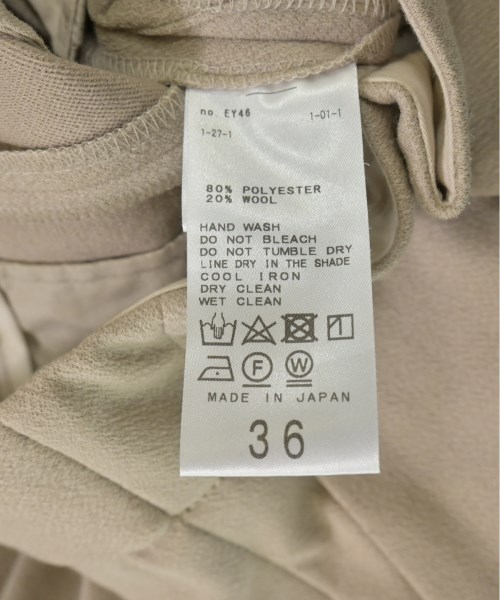 no. EY46 1-01-1
1-27-1
80% POLYESTER
20% WOOL
HAND WASH
DO NOT BLEACH
DO NOT TUMBLE DRY
LINE DRY IN THE SHADE
COOL IRON
DRY CLEAN
WET CLEAN
F W
MADE IN JAPAN
36